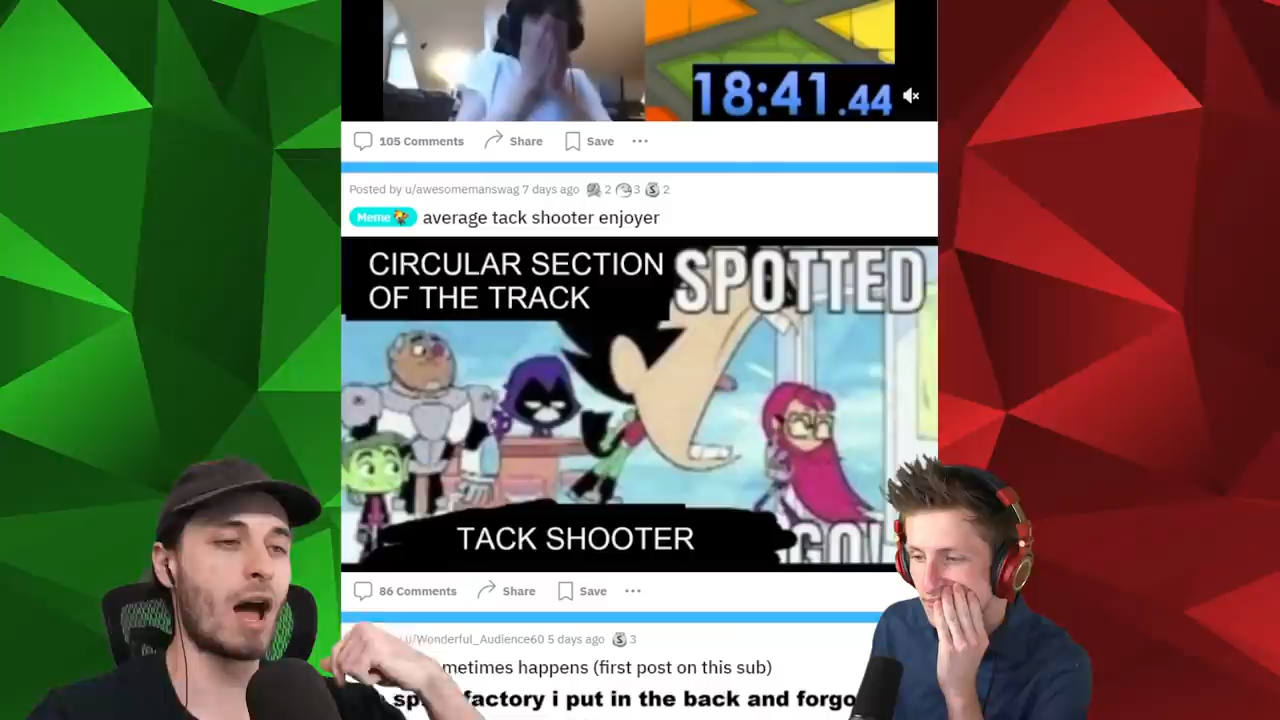 18:41.44
105 Comments Share Save
Posted by u/awesomemanswag 7 days ago 2 3 S 2
Meme average tack shooter enjoyer
CIRCULAR SECTION
OF THE TRACK
SPOTTED
TACK SHOOTER
86 Comments Share Save
u/Wonderful_Audience60 5 days ago S 3
metimes happens (first post on this sub)
factory i put in the back and forgo